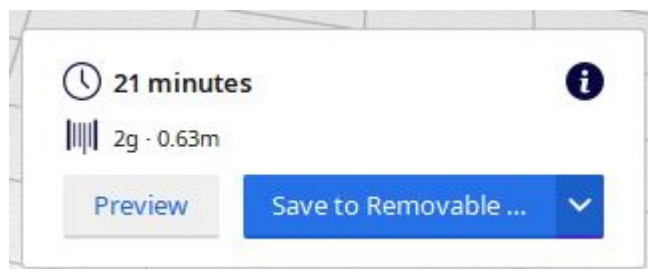 21 minutes
2g · 0.63m
Preview
Save to Removable ...